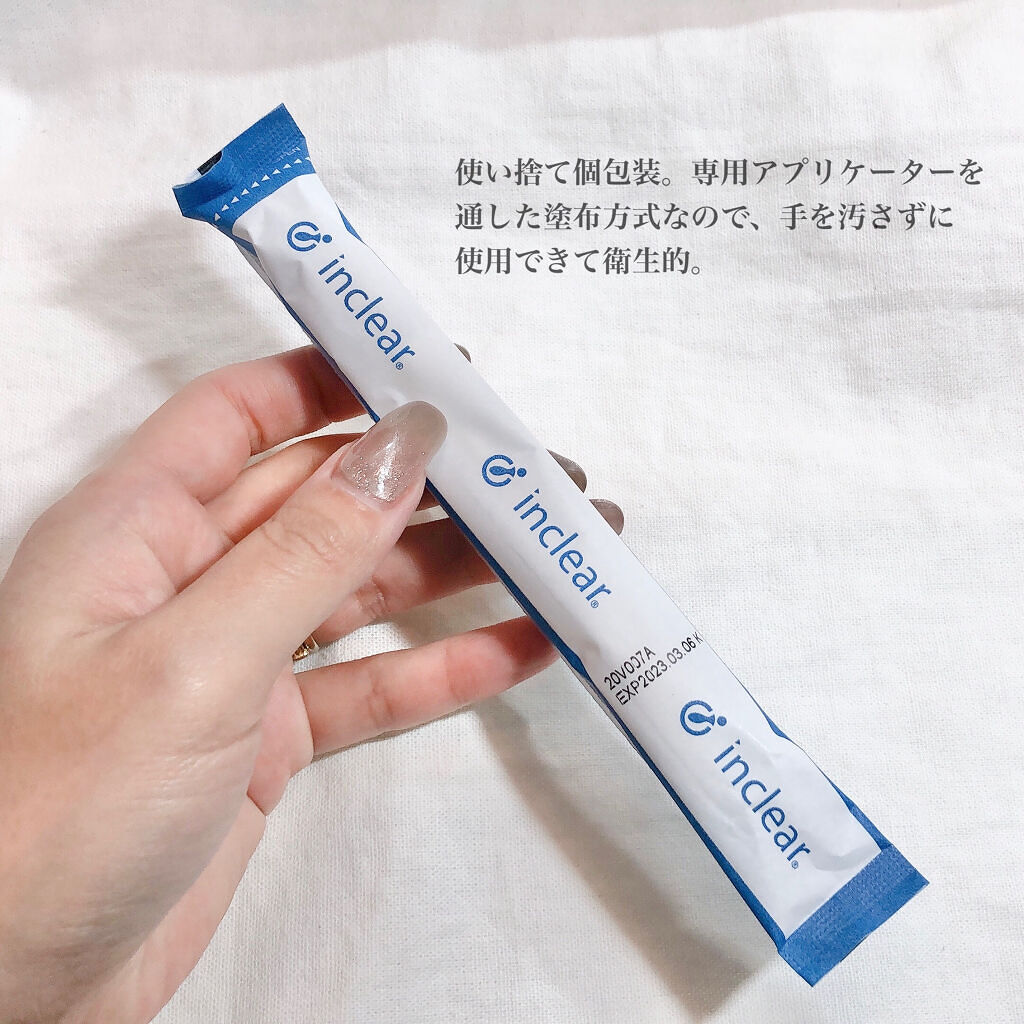 使い捨て個包装。専用アプリケーターを
通した塗布方式なので、手を汚さずに
使用できて衛生的。
inclear®
inclear®
20V007A
EXP2023.03.06 K
inclear®